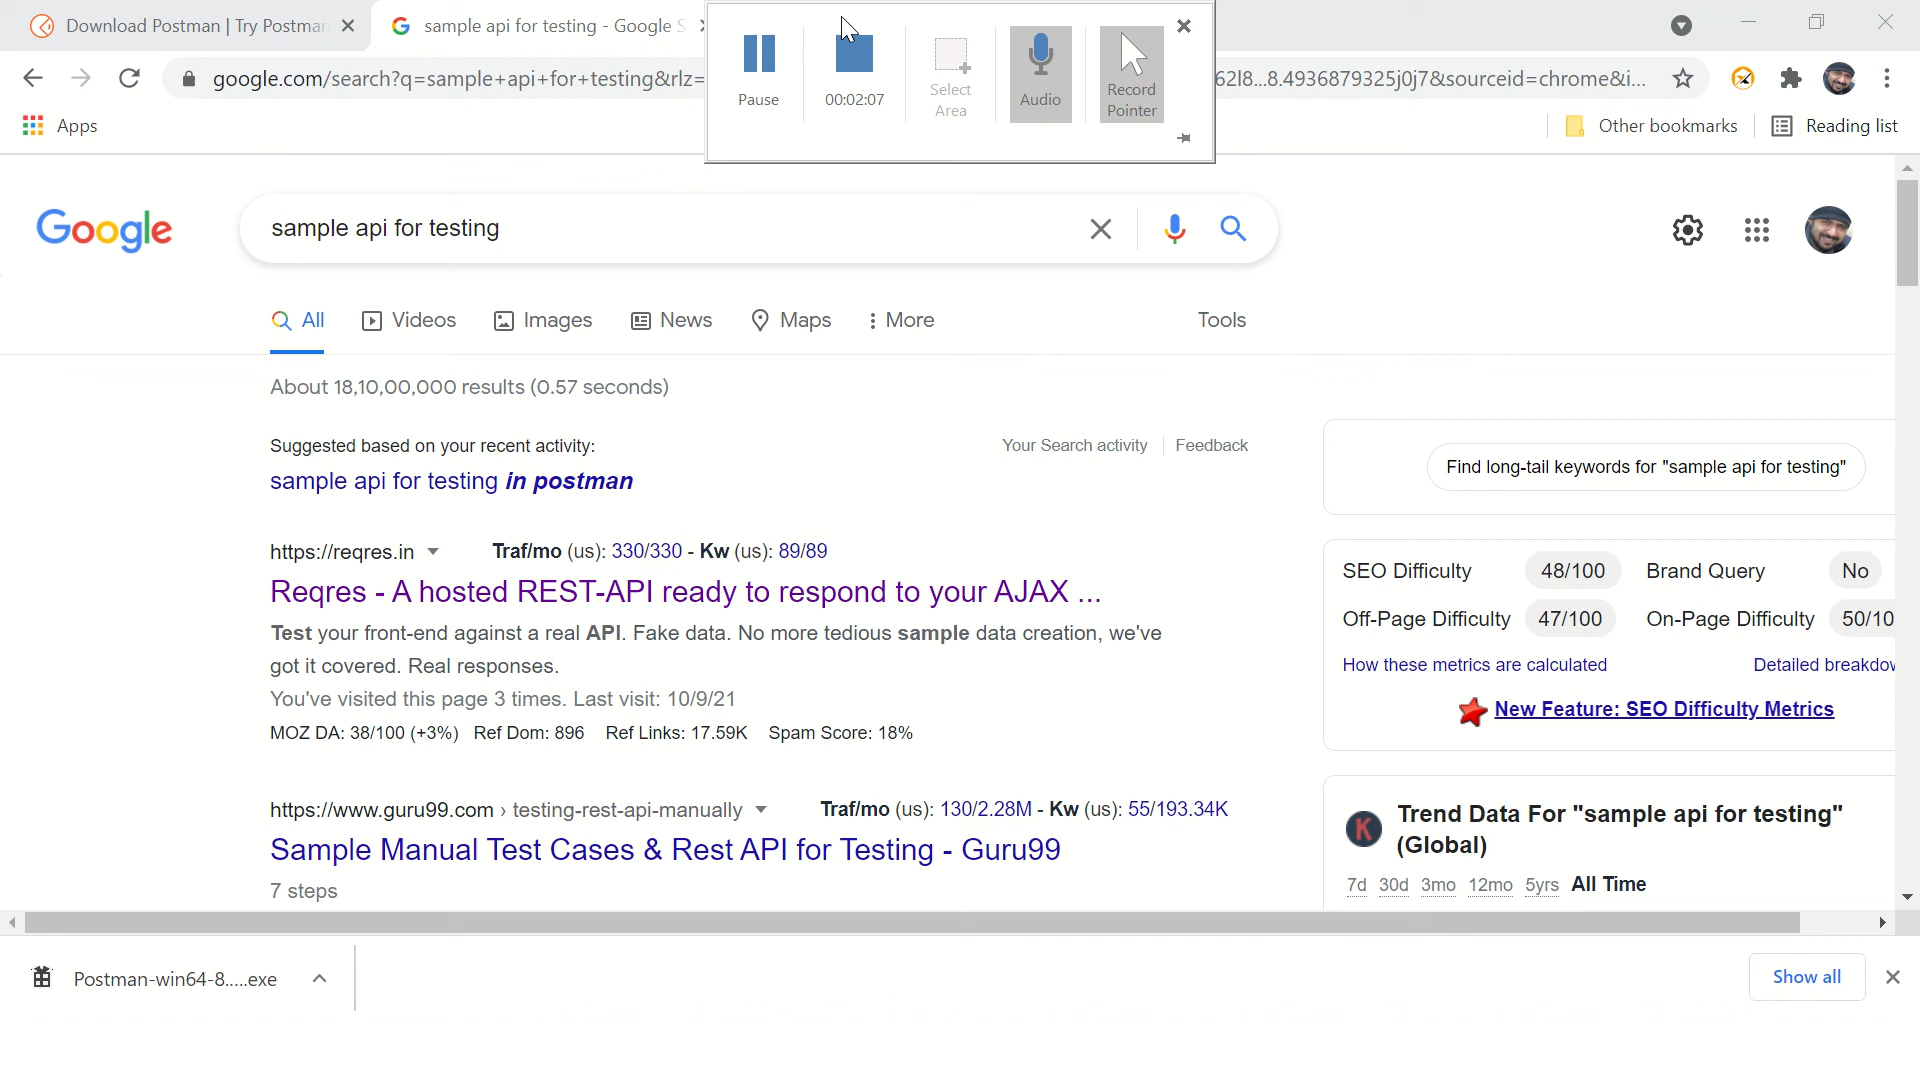 Download Postman | Try Postman
sample api for testing - Google S
google.com/search?q=sample+api+for+testing&rlz=
62l8...8.4936879325j0j7&sourceid=chrome&i...
Pause
00:02:07
Select
Area
Audio
Record
Pointer
Apps
Other bookmarks
Reading list
Google
sample api for testing
All
Videos
Images
News
Maps
More
Tools
About 18,10,00,000 results (0.57 seconds)
Suggested based on your recent activity:
Your Search activity
Feedback
sample api for testing in postman
https://reqres.in
Traf/mo (us): 330/330 - Kw (us): 89/89
Reqres - A hosted REST-API ready to respond to your AJAX ...
Test your front-end against a real API. Fake data. No more tedious sample data creation, we've
got it covered. Real responses.
You've visited this page 3 times. Last visit: 10/9/21
MOZ DA: 38/100 (+3%) Ref Dom: 896 Ref Links: 17.59K Spam Score: 18%
https://www.guru99.com › testing-rest-api-manually
Traf/mo (us): 130/2.28M - Kw (us): 55/193.34K
Sample Manual Test Cases & Rest API for Testing - Guru99
7 steps
Find long-tail keywords for "sample api for testing"
SEO Difficulty 48/100 Brand Query No
Off-Page Difficulty 47/100 On-Page Difficulty 50/10
How these metrics are calculated
Detailed breakdow
New Feature: SEO Difficulty Metrics
K
Trend Data For "sample api for testing"
(Global)
7d 30d 3mo 12mo 5yrs All Time
Postman-win64-8.....exe
Show all